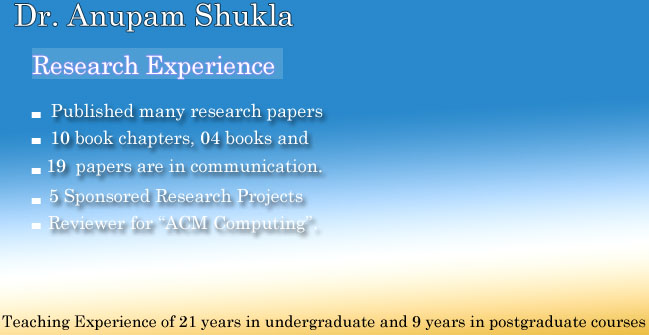 Dr. Anupam Shukla
Research Experience
Published many research papers
10 book chapters, 04 books and
19 papers are in communication.
5 Sponsored Research Projects
Reviewer for “ACM Computing”.
Teaching Experience of 21 years in undergraduate and 9 years in postgraduate courses